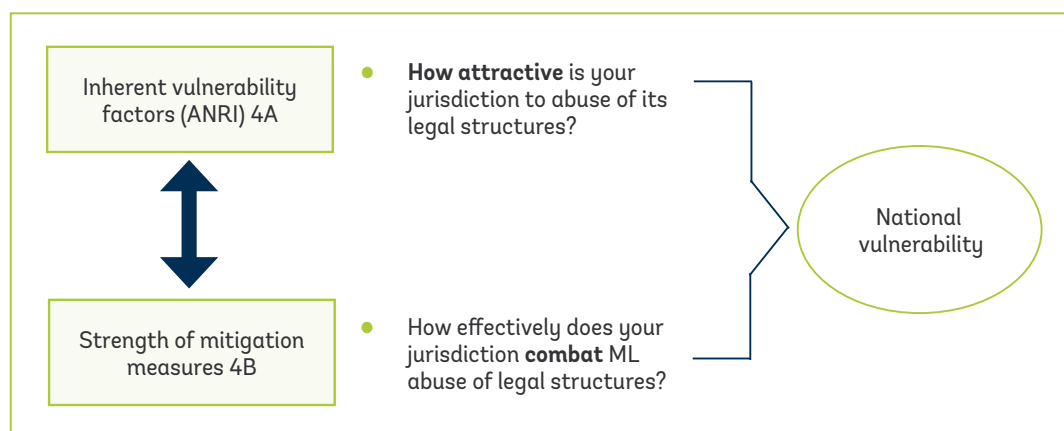 Inherent vulnerability
factors (ANRI) 4A
How attractive is your
jurisdiction to abuse of its
legal structures?
National
vulnerability
Strength of mitigation
measures 4B
How effectively does your
jurisdiction combat ML
abuse of legal structures?